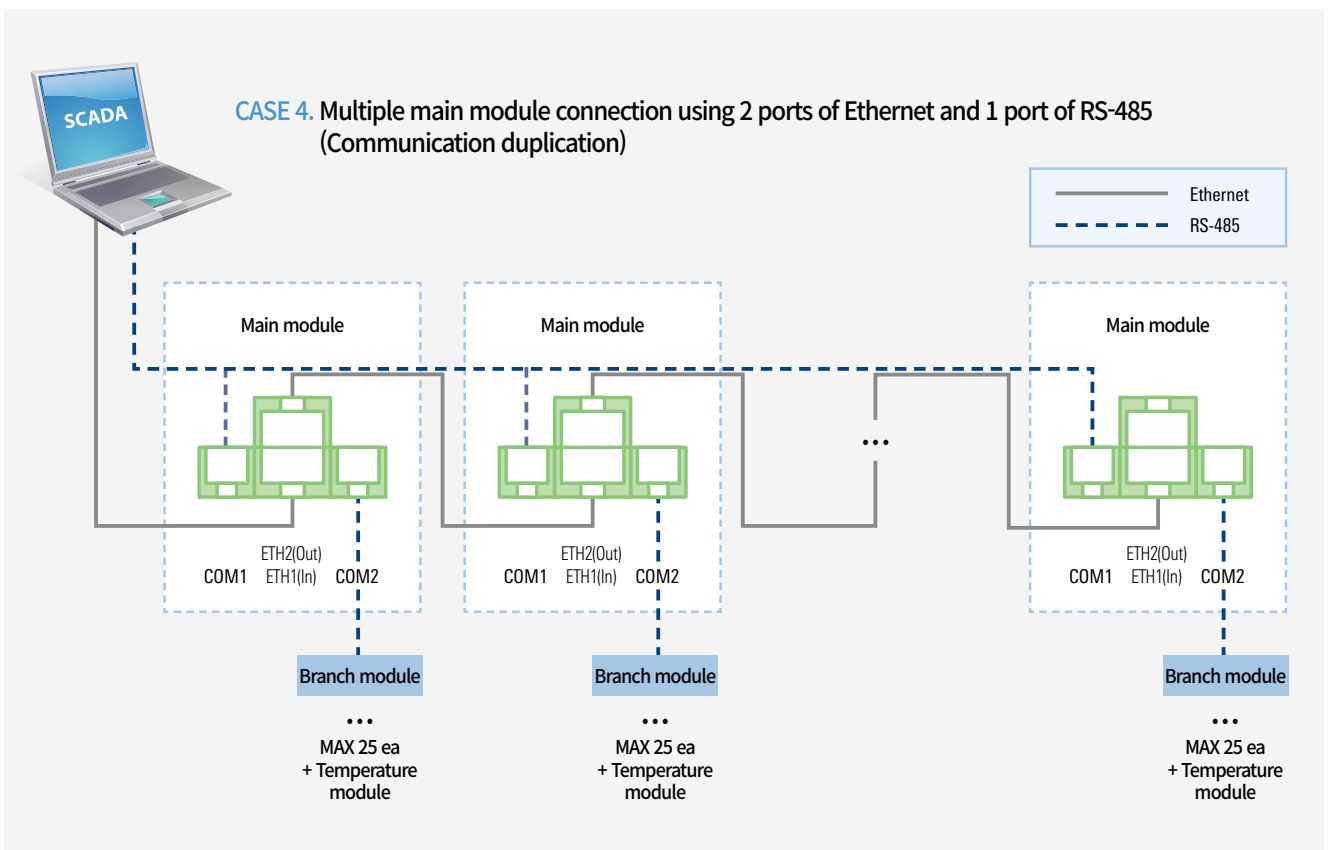 SCADA
CASE 4. Multiple main module connection using 2 ports of Ethernet and 1 port of RS-485
(Communication duplication)
Ethernet
RS-485
Main module
Main module
Main module
...
ETH2(Out)
COM1 ETH1(In) COM2
ETH2(Out)
COM1 ETH1(In) COM2
ETH2(Out)
COM1 ETH1(In) COM2
Branch module
...
MAX 25 ea
+ Temperature
module
Branch module
...
MAX 25 ea
+ Temperature
module
Branch module
...
MAX 25 ea
+ Temperature
module